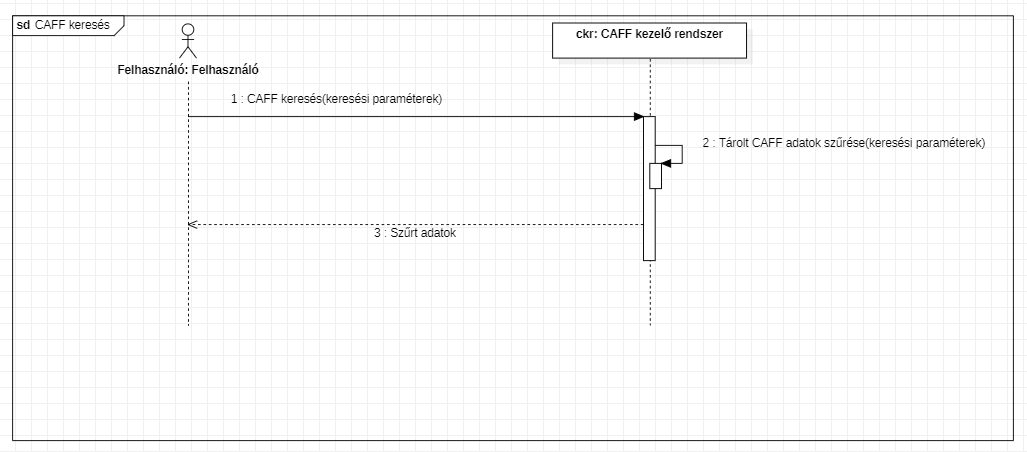 sd CAFF keresés
ckr: CAFF kezelő rendszer
Felhasználó: Felhasználó
1 : CAFF keresés(keresési paraméterek)
2 : Tárolt CAFF adatok szűrése(keresési paraméterek)
3 : Szűrt adatok